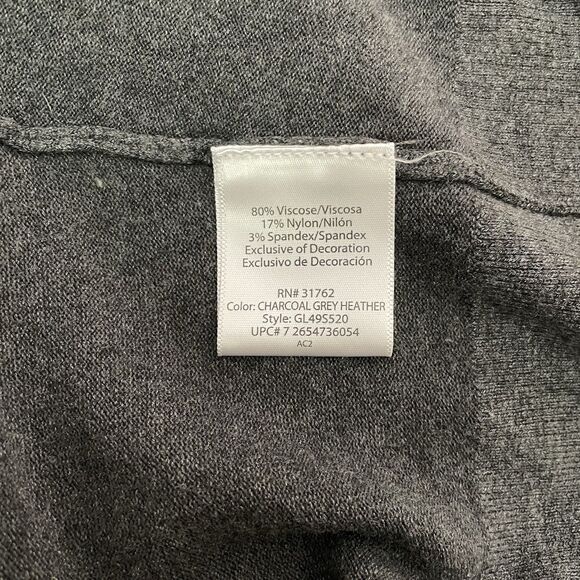 80% Viscose/Viscosa
17% Nylon/Nilón
3% Spandex/Spandex
Exclusive of Decoration
Exclusivo de Decoración
RN# 31762
Color: CHARCOAL GREY HEATHER
Style: GL49S520
UPC# 7 2654736054
AC2